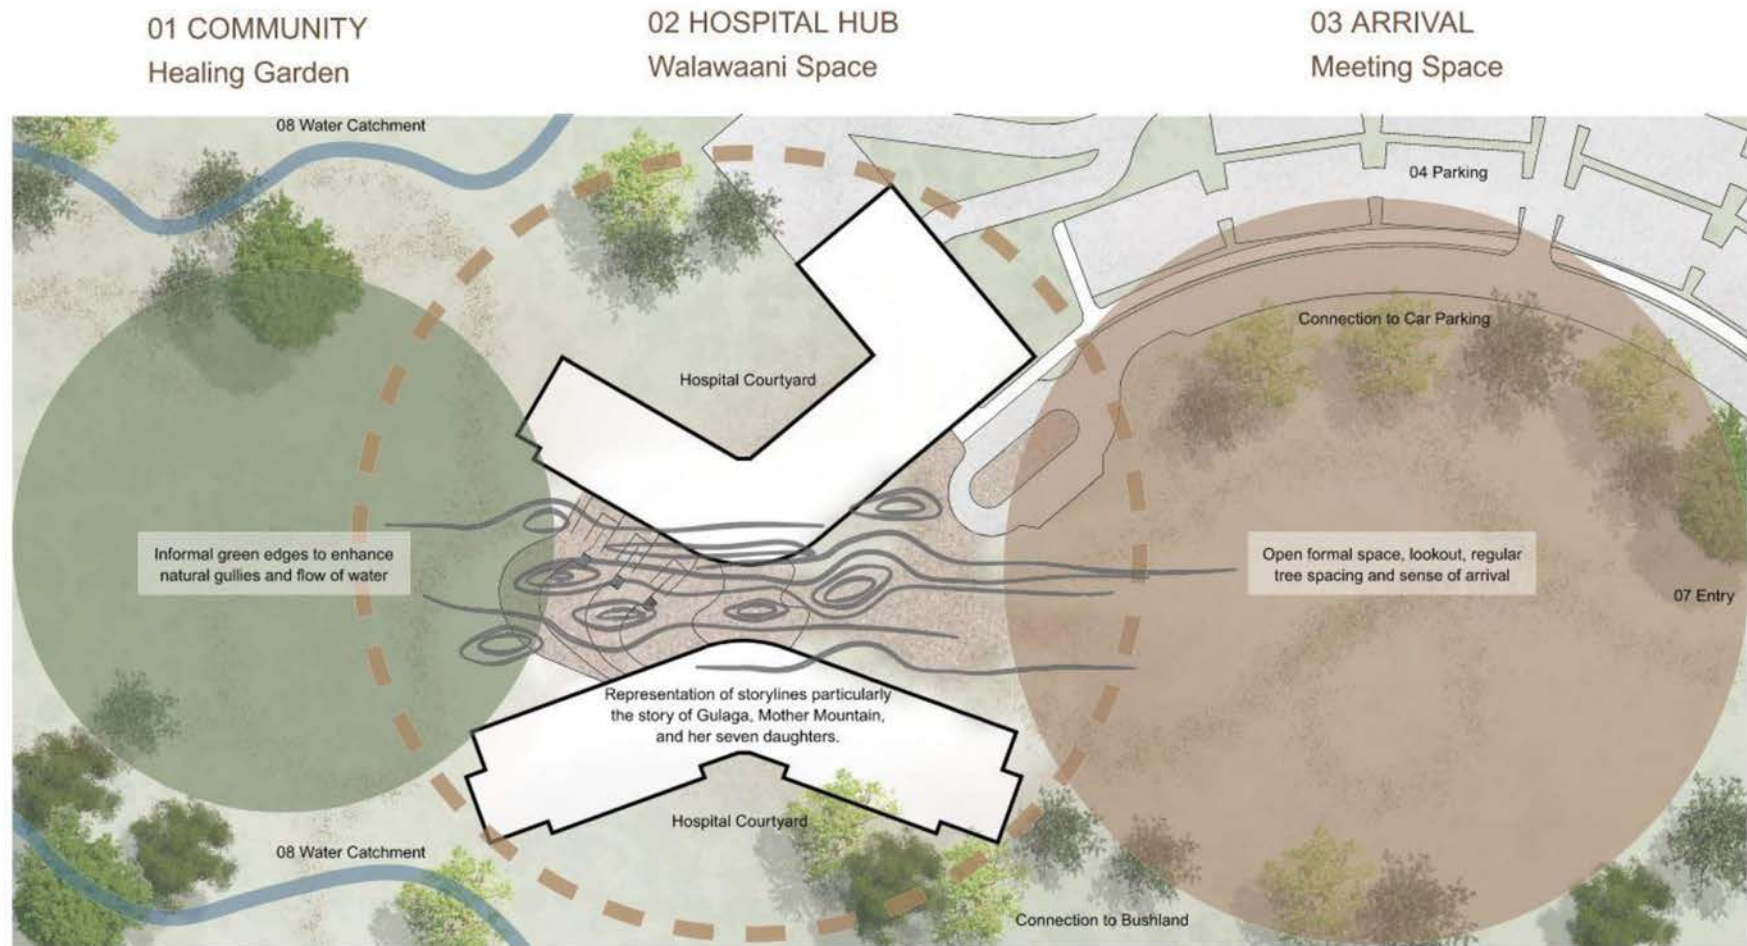 01 COMMUNITY
Healing Garden
02 HOSPITAL HUB
Walawaani Space
03 ARRIVAL
Meeting Space
08 Water Catchment
04 Parking
Connection to Car Parking
Hospital Courtyard
Informal green edges to enhance
natural gullies and flow of water
Open formal space, lookout, regular
tree spacing and sense of arrival
07 Entry
Representation of storylines particularly
the story of Gulaga, Mother Mountain,
and her seven daughters.
Hospital Courtyard
08 Water Catchment
Connection to Bushland